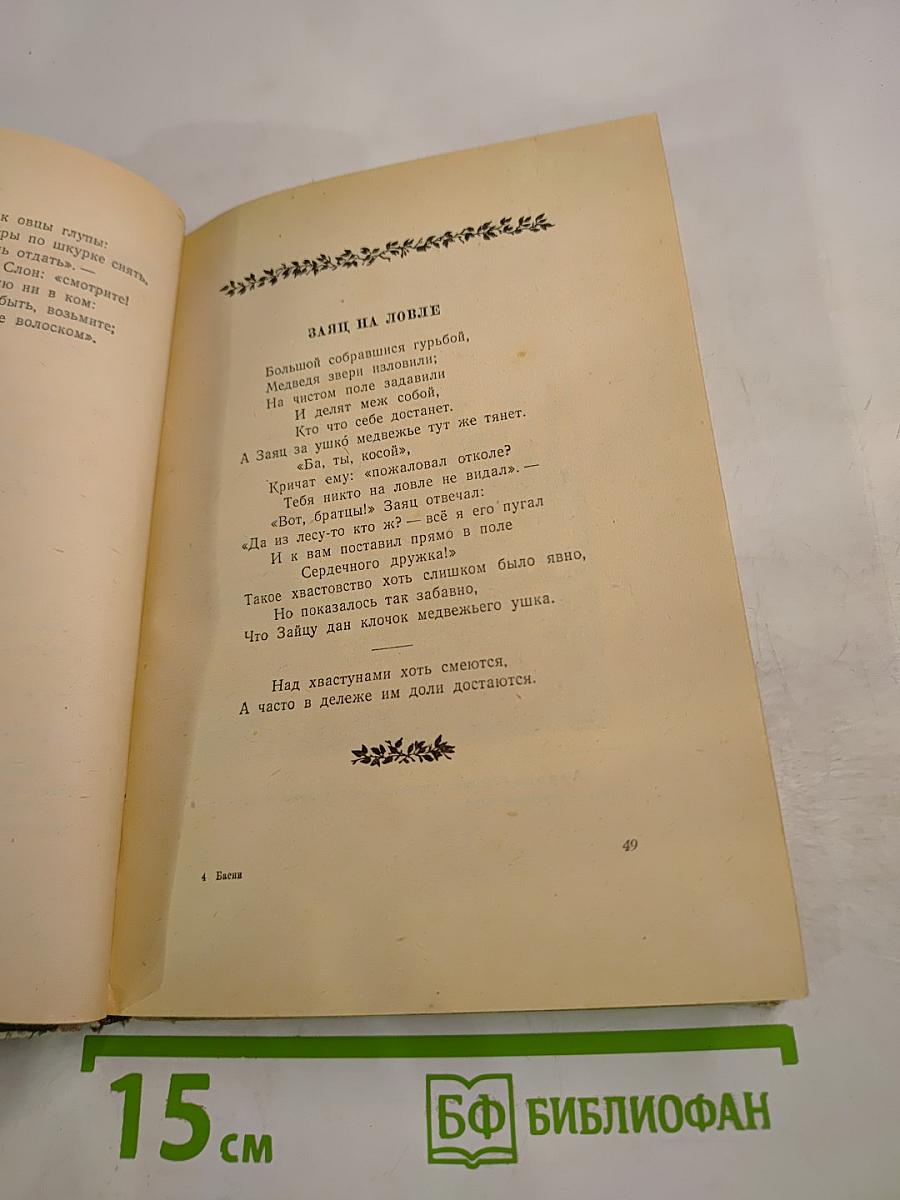 к овцы глупы:
по шкурке снять,
отдать». —
Слон: «смотрите!
ни в ком:
быть, возьмите;
волоском».
ЗАЯЦ НА ЛОВЛЕ
Большой собравшися гурьбой,
Медведя звери изловили;
На чистом поле задавили
И делят меж собой,
Кто что себе достанет.
А Заяц за ушко́ медвежье тут же тянет.
«Ба, ты, косой»,
Кричат ему: «пожаловал отколе?
Тебя никто на ловле не видал». —
«Вот, братцы!» Заяц отвечал:
«Да из лесу-то кто ж? — всё я его пугал
И к вам поставил прямо в поле
Сердечного дружка!»
Такое хвастовство хоть слишком было явно,
Но показалось так забавно,
Что Зайцу дан клочок медвежьего ушка.
Над хвастунами хоть смеются,
А часто в дележе им доли достаются.
49
4 Басни
15 см
БФ БИБЛИОФАН